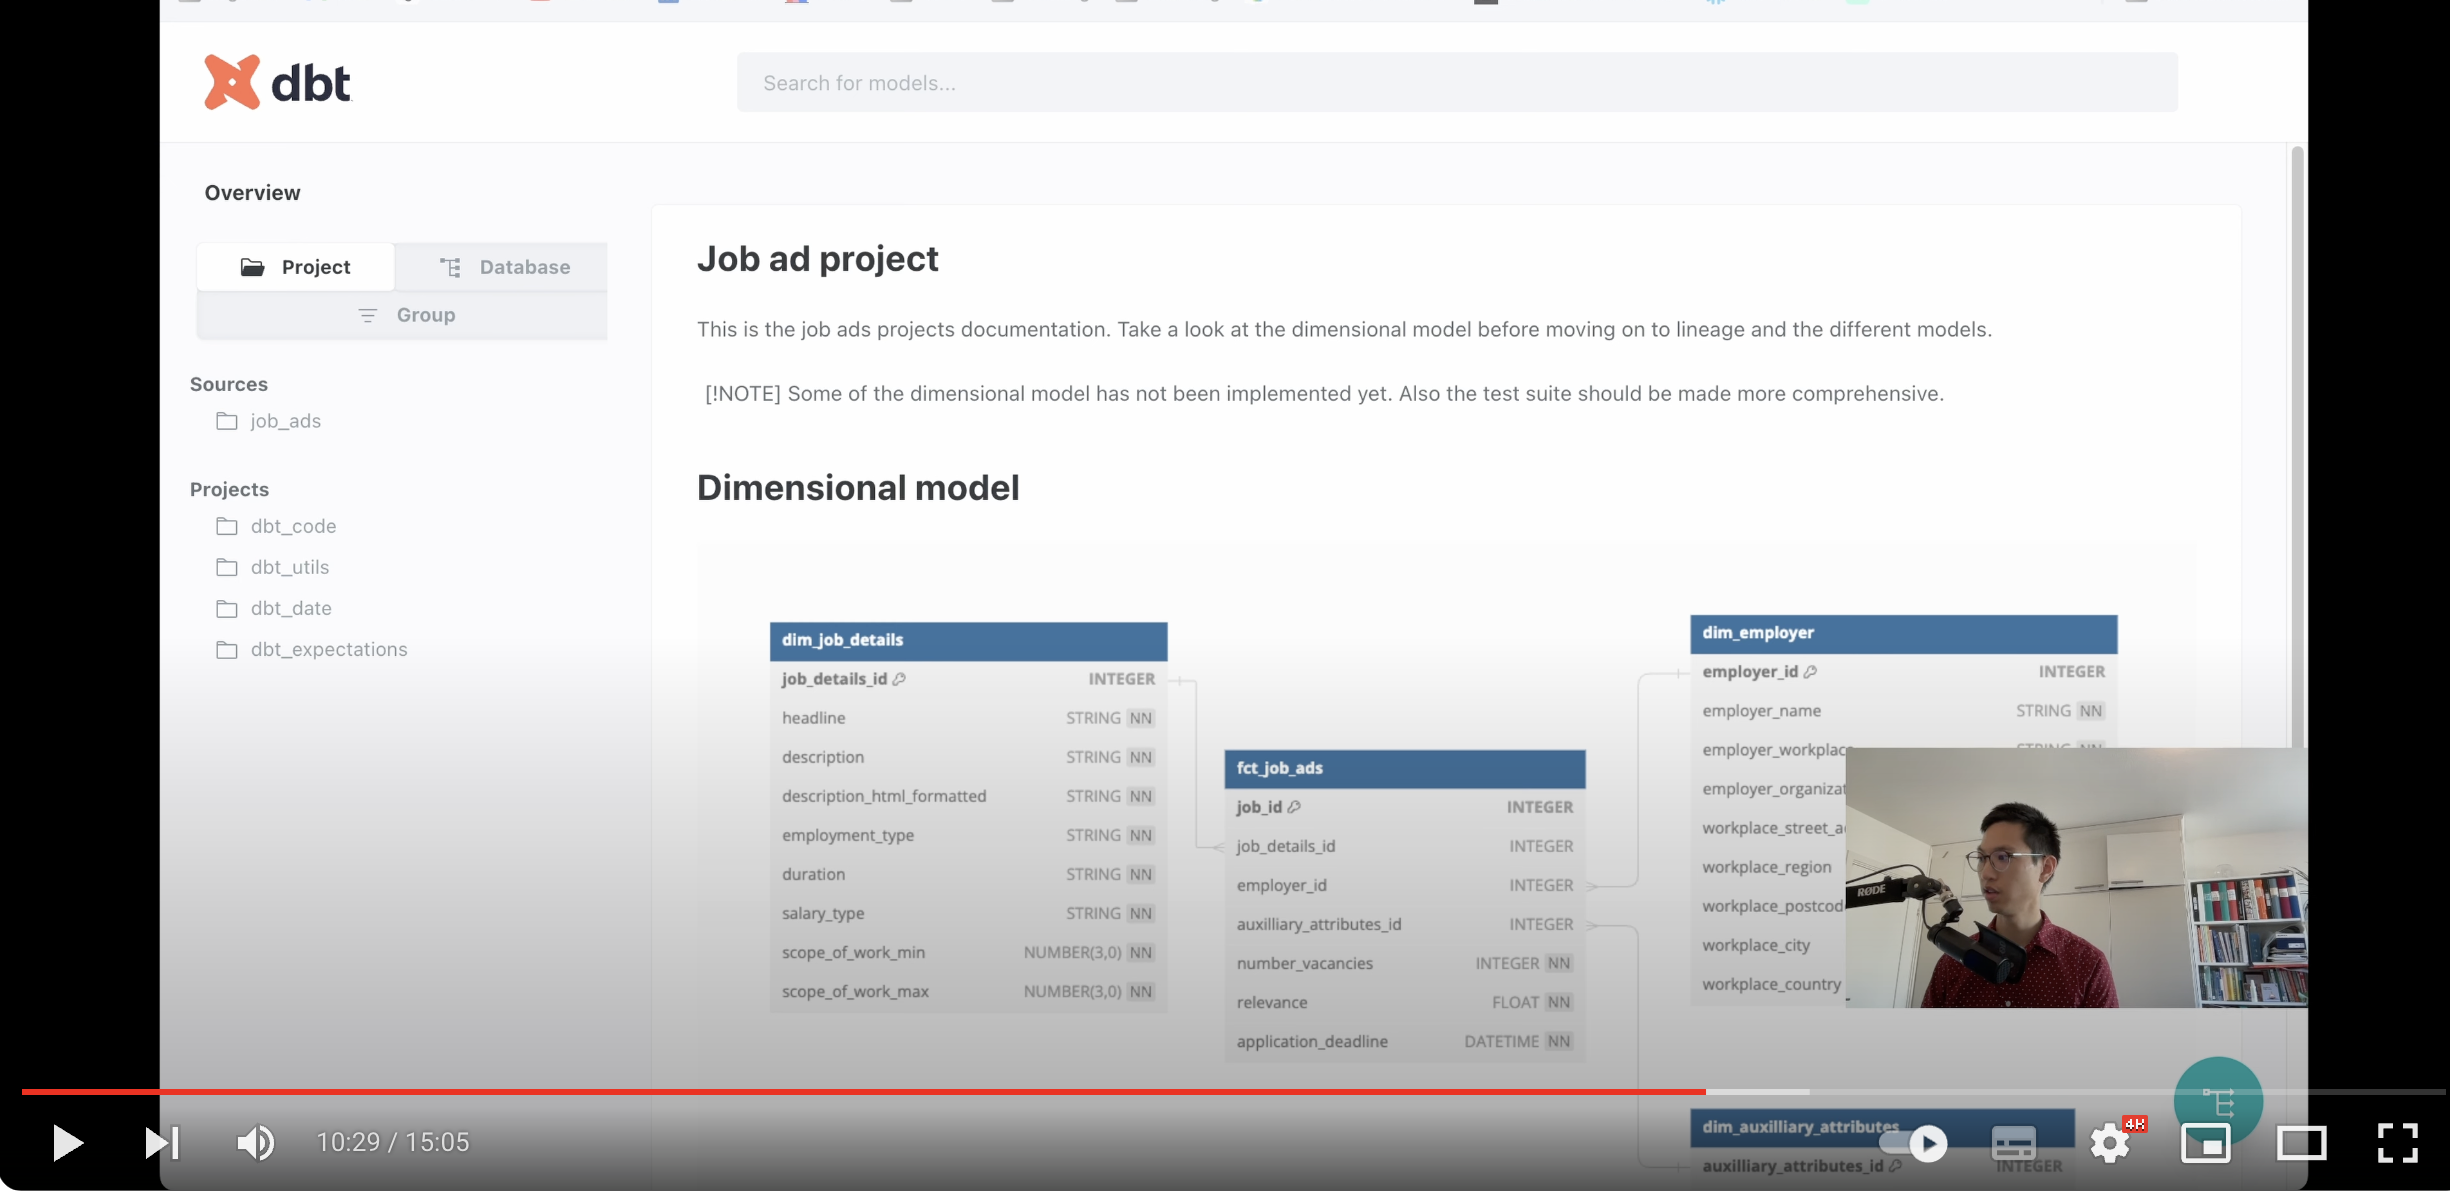 dbt
Search for models...
Overview
Project
Database
Group
Sources
job_ads
Projects
dbt_code
dbt_utils
dbt_date
dbt_expectations
Job ad project
This is the job ads projects documentation. Take a look at the dimensional model before moving on to lineage and the different models.
[!NOTE] Some of the dimensional model has not been implemented yet. Also the test suite should be made more comprehensive.
Dimensional model
dim_job_details
job_details_id INTEGER
headline STRING NN
description STRING NN
description_html_formatted STRING NN
employment_type STRING NN
duration STRING NN
salary_type STRING NN
scope_of_work_min NUMBER(3,0) NN
scope_of_work_max NUMBER(3,0) NN
fct_job_ads
job_id INTEGER
job_details_id INTEGER
employer_id INTEGER
auxilliary_attributes_id INTEGER
number_vacancies INTEGER NN
relevance FLOAT NN
application_deadline DATETIME NN
dim_employer
employer_id INTEGER
employer_name STRING NN
employer_workplace STRING NN
employer_organizat
workplace_street_a
workplace_region
workplace_postcod
workplace_city
workplace_country
RØDE
dim_auxilliary_attributes
auxilliary_attributes_id INTEGER
10:29 / 15:05
4K